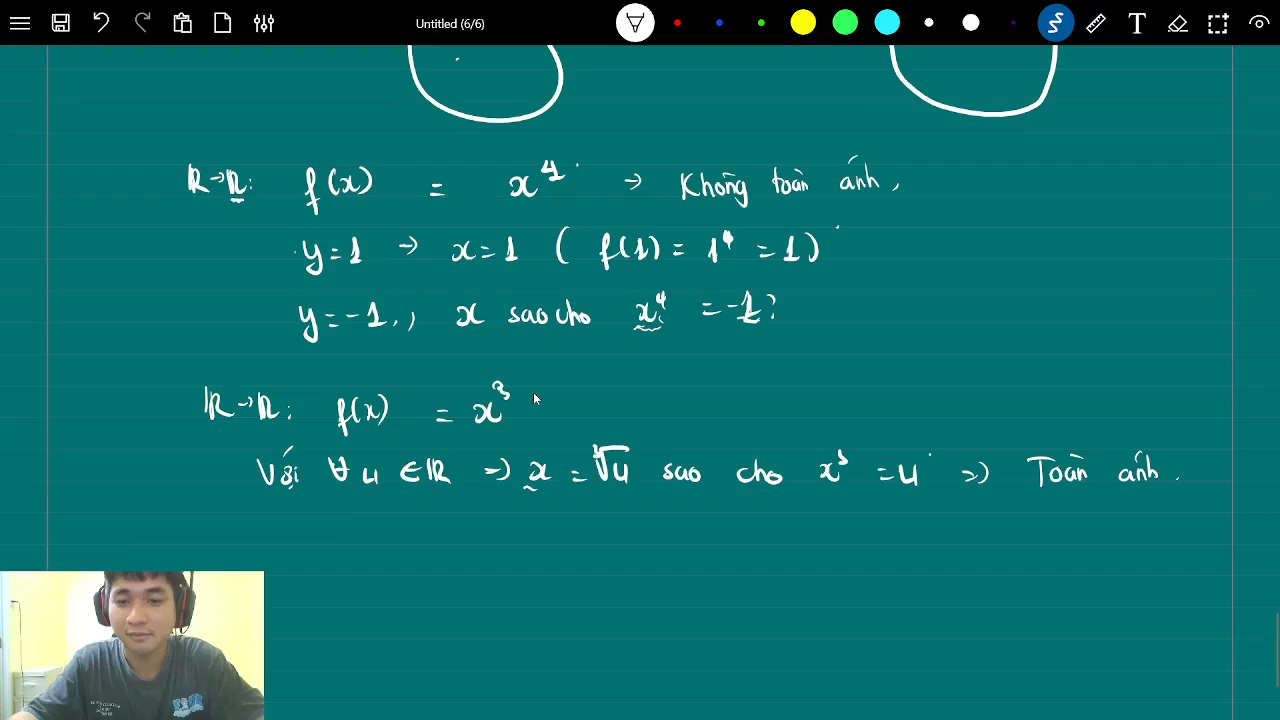 Untitled (6/6)
T
ℝ→ℝ: f(x) = x⁴ → Không toàn ánh,
y=1 → x=1 ( f(1) = 1⁴ = 1)
y=-1, , x sao cho x⁴ = -1?
ℝ→ℝ: f(x) = x³
Với ∀ y ∈ ℝ => x = ∛y sao cho x³ = y => Toàn ánh.